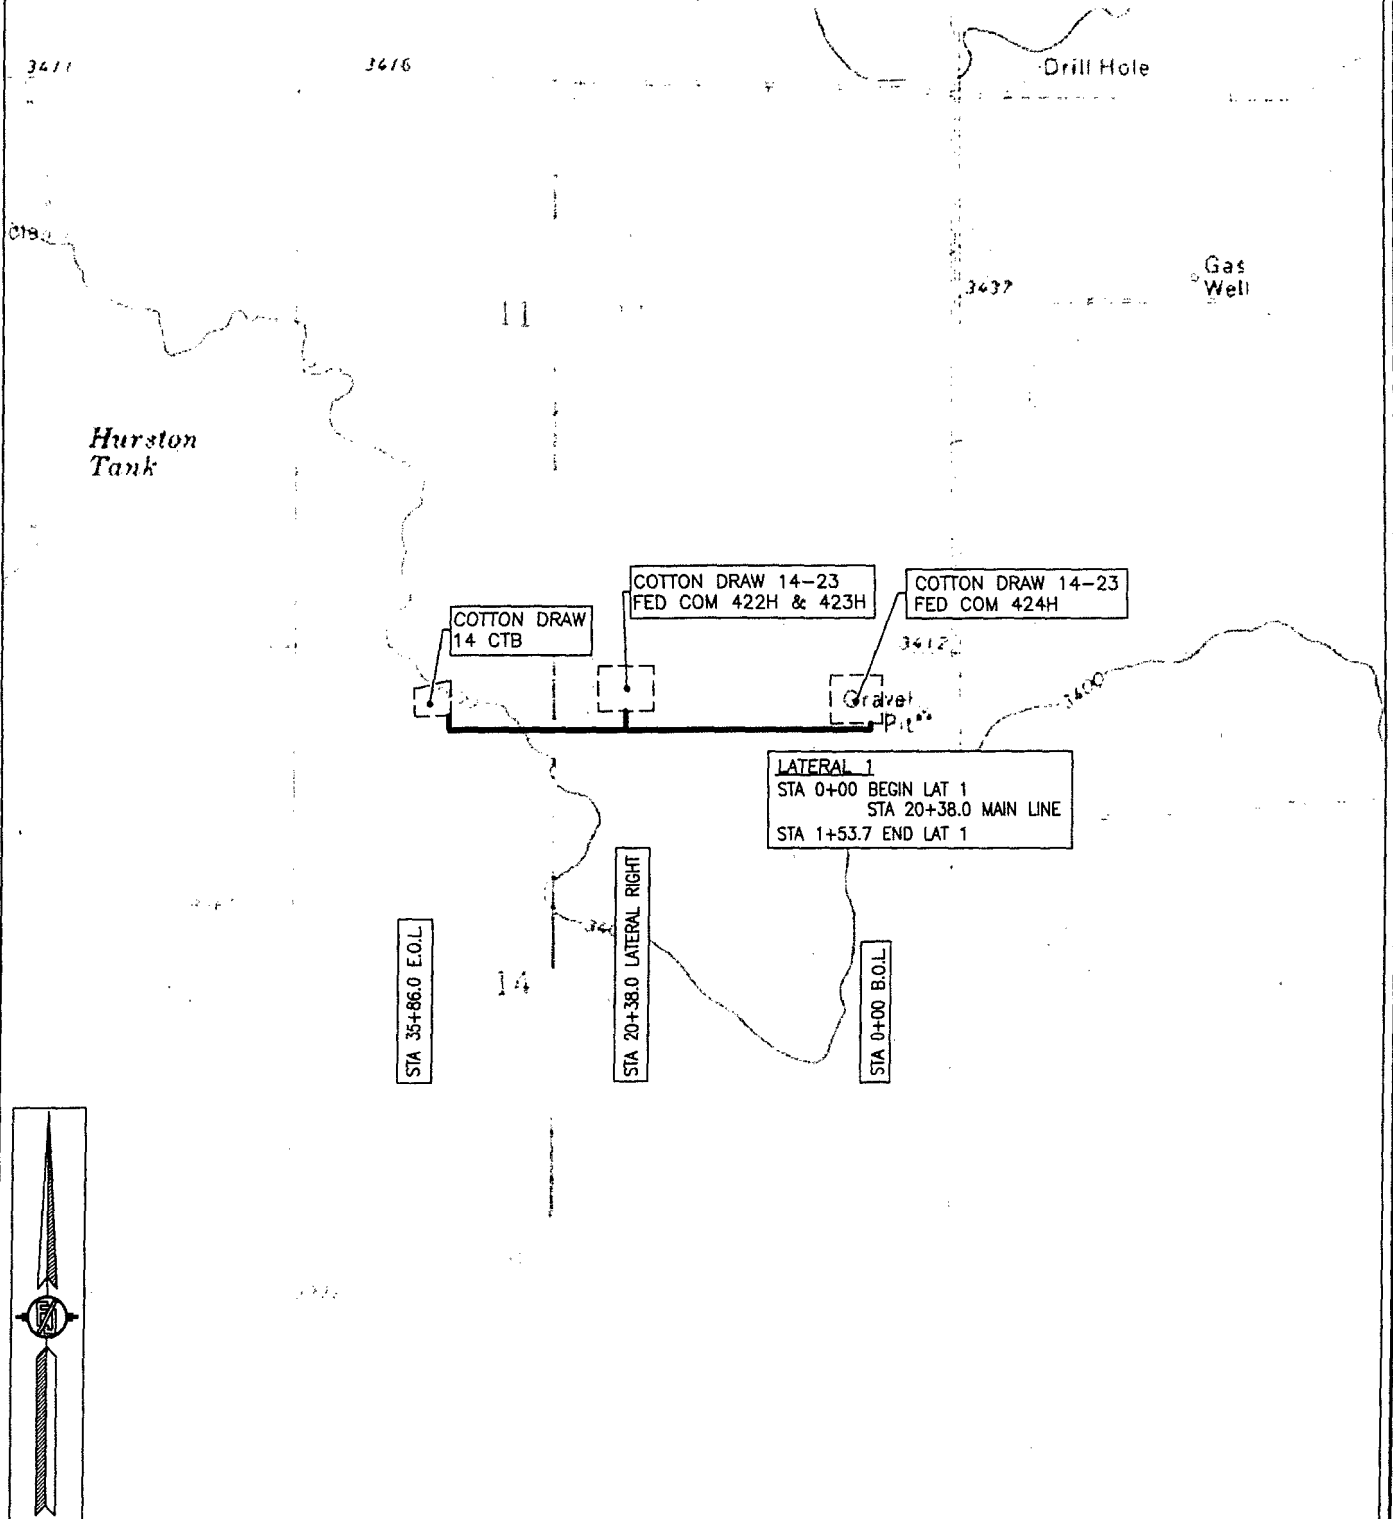 3416
Drill Hole
Gas
Well
3437
11
Hurston
Tank
COTTON DRAW 14-23
FED COM 422H & 423H
COTTON DRAW 14-23
FED COM 424H
COTTON DRAW
14 CTB
3412
3400
Gravel
Pit
LATERAL 1
STA 0+00 BEGIN LAT 1
STA 20+38.0 MAIN LINE
STA 1+53.7 END LAT 1
STA 35+86.0 E.O.L.
STA 20+38.0 LATERAL RIGHT
STA 0+00 B.O.L.
14